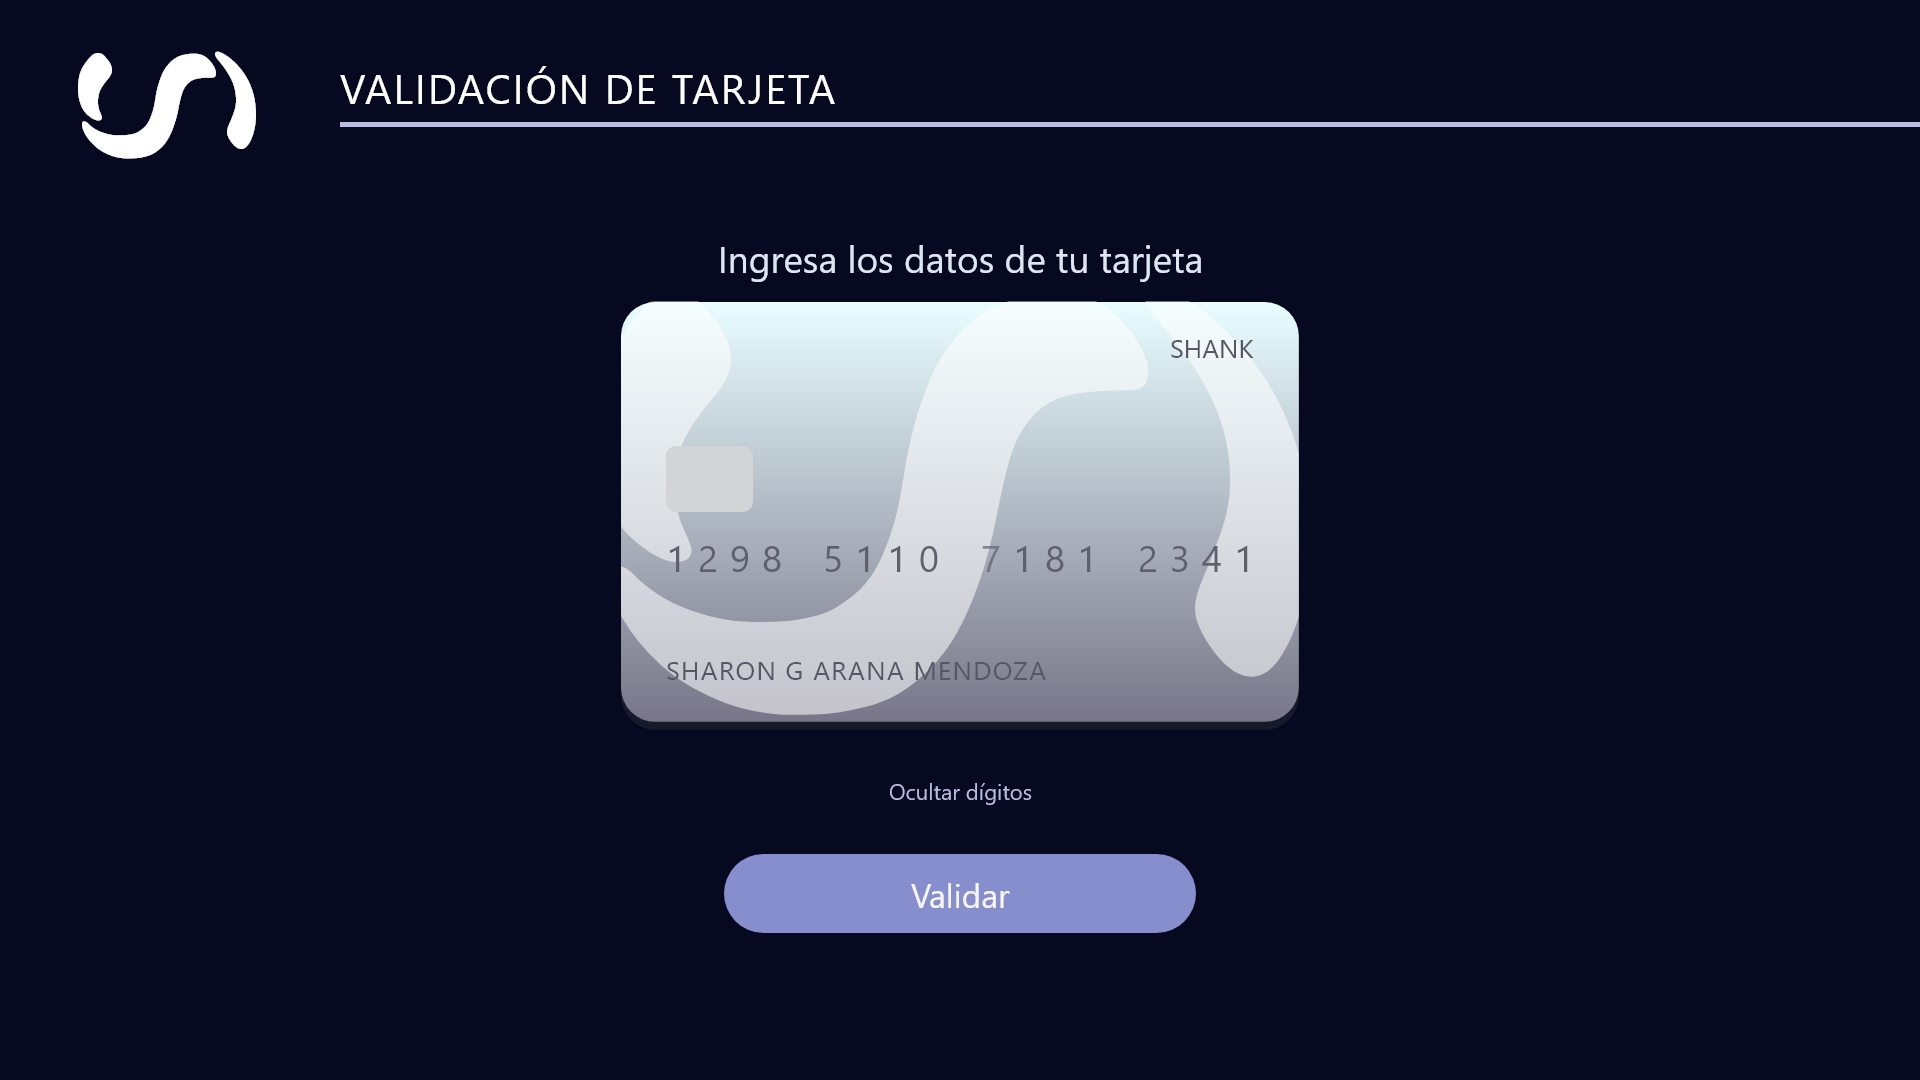 VALIDACIÓN DE TARJETA
Ingresa los datos de tu tarjeta
SHANK
1298 5110 7181 2341
SHARON G ARANA MENDOZA
Ocultar dígitos
Validar